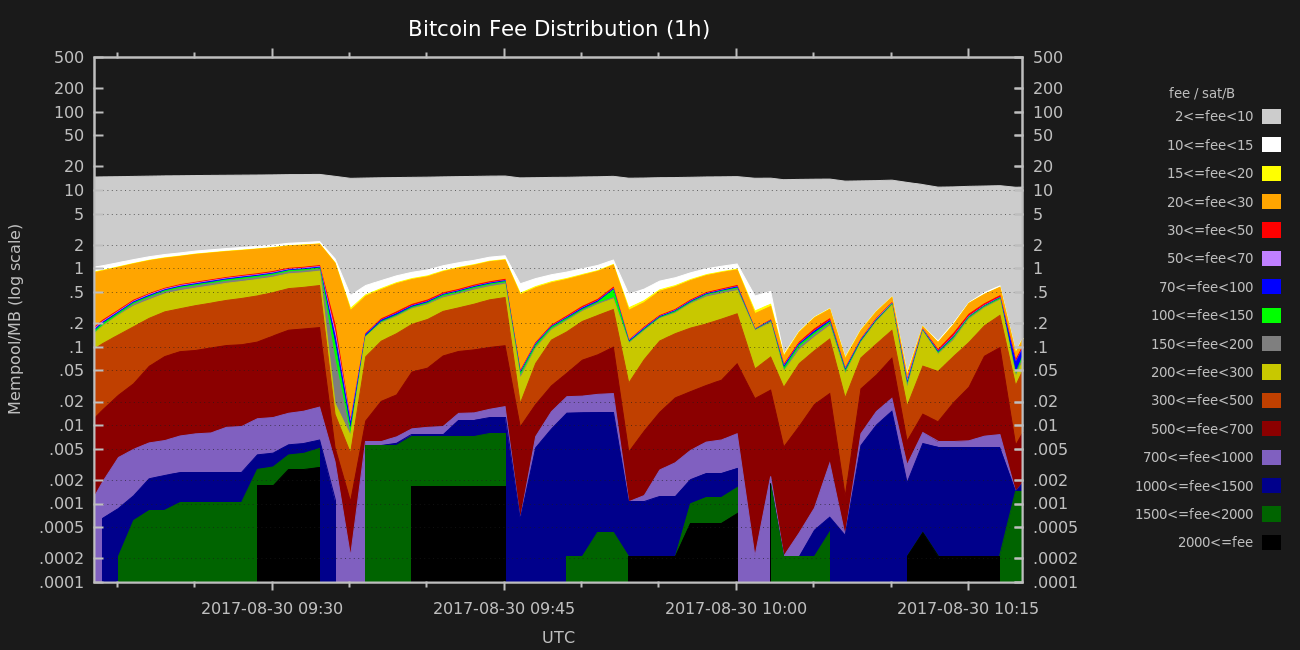 Bitcoin Fee Distribution (1h)
Mempool/MB (log scale)
500
200
100
50
20
10
5
2
1
.5
.2
.1
.05
.02
.01
.005
.002
.001
.0005
.0002
.0001
500
200
100
50
20
10
5
2
1
.5
.2
.1
.05
.02
.01
.005
.002
.001
.0005
.0002
.0001
2017-08-30 09:30
2017-08-30 09:45
2017-08-30 10:00
2017-08-30 10:15
UTC
fee / sat/B
2<=fee<10
10<=fee<15
15<=fee<20
20<=fee<30
30<=fee<50
50<=fee<70
70<=fee<100
100<=fee<150
150<=fee<200
200<=fee<300
300<=fee<500
500<=fee<700
700<=fee<1000
1000<=fee<1500
1500<=fee<2000
2000<=fee